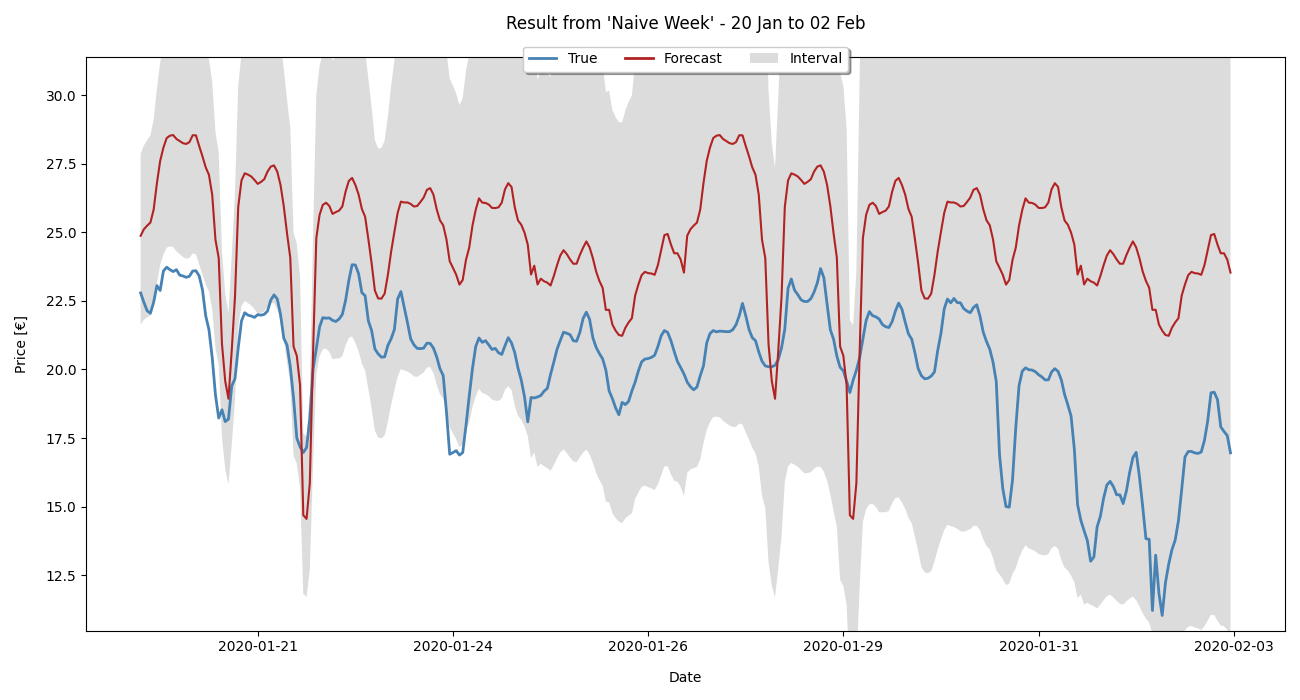 Result from 'Naive Week' - 20 Jan to 02 Feb
True Forecast Interval
30.0
27.5
25.0
22.5
20.0
17.5
15.0
12.5
Price [€]
2020-01-21 2020-01-24 2020-01-26 2020-01-29 2020-01-31 2020-02-03
Date